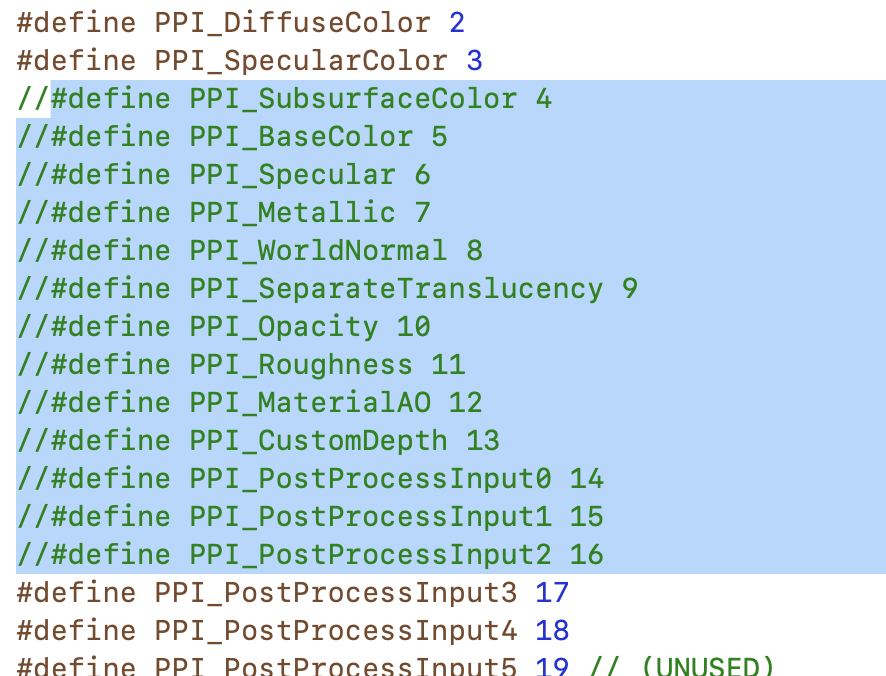 #define PPI_DiffuseColor 2
#define PPI_SpecularColor 3
//#define PPI_SubsurfaceColor 4
//#define PPI_BaseColor 5
//#define PPI_Specular 6
//#define PPI_Metallic 7
//#define PPI_WorldNormal 8
//#define PPI_SeparateTranslucency 9
//#define PPI_Opacity 10
//#define PPI_Roughness 11
//#define PPI_MaterialAO 12
//#define PPI_CustomDepth 13
//#define PPI_PostProcessInput0 14
//#define PPI_PostProcessInput1 15
//#define PPI_PostProcessInput2 16
#define PPI_PostProcessInput3 17
#define PPI_PostProcessInput4 18
#define PPI_PostProcessInput5 19 // (UNUSED)